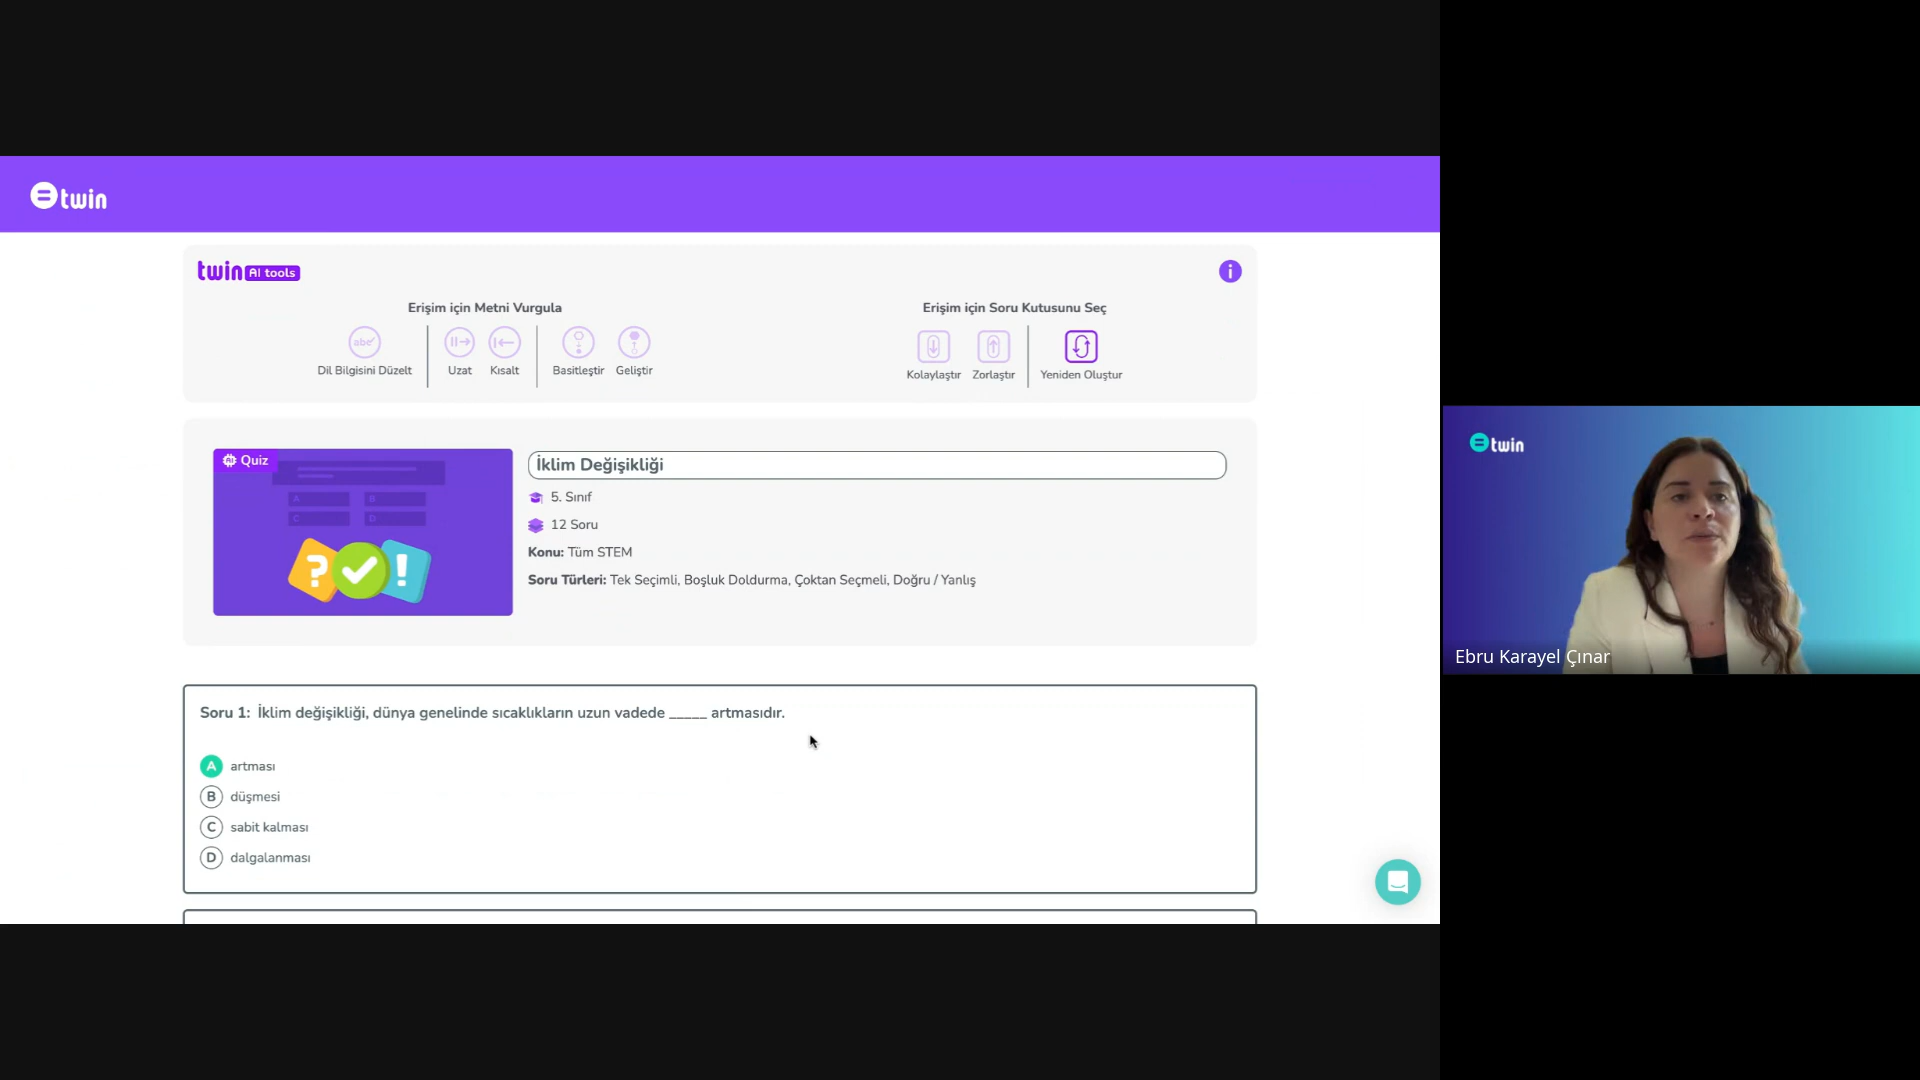 twin
twin AI tools
i
Erişim için Metni Vurgula
Erişim için Soru Kutusunu Seç
abc
Dil Bilgisini Düzelt
Uzat
Kısalt
Basitleştir
Geliştir
Kolaylaştır
Zorlaştır
Yeniden Oluştur
AI Quiz
A
B
C
D
? !
İklim Değişikliği
5. Sınıf
12 Soru
Konu: Tüm STEM
Soru Türleri: Tek Seçimli, Boşluk Doldurma, Çoktan Seçmeli, Doğru / Yanlış
Soru 1: İklim değişikliği, dünya genelinde sıcaklıkların uzun vadede _____ artmasıdır.
A artması
B düşmesi
C sabit kalması
D dalgalanması
twin
Ebru Karayel Çınar